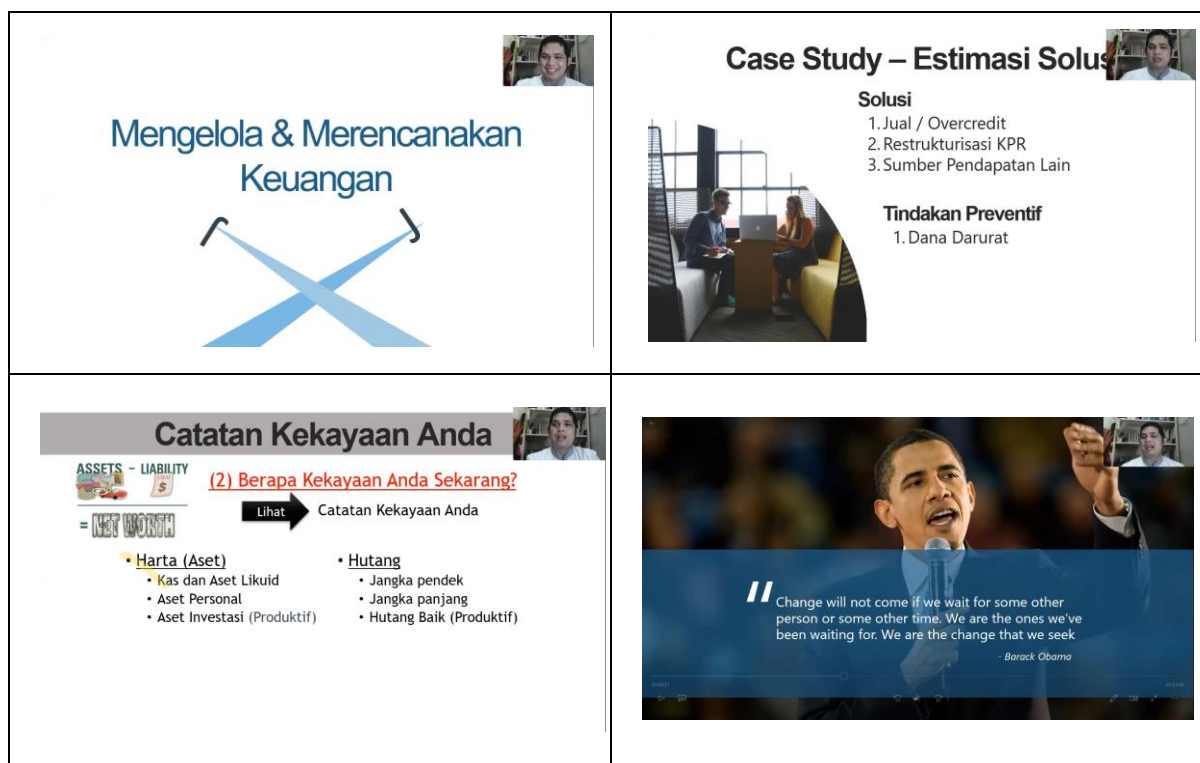 Mengelola & Merencanakan
Keuangan
Case Study – Estimasi Solus
Solusi
1. Jual / Overcredit
2. Restrukturisasi KPR
3. Sumber Pendapatan Lain
Tindakan Preventif
1. Dana Darurat
Catatan Kekayaan Anda
ASSETS - LIABILITY
$
= NET WORTH
(2) Berapa Kekayaan Anda Sekarang?
Lihat
Catatan Kekayaan Anda
• Harta (Aset)
• Kas dan Aset Likuid
• Aset Personal
• Aset Investasi (Produktif)
• Hutang
• Jangka pendek
• Jangka panjang
• Hutang Baik (Produktif)
"
Change will not come if we wait for some other
person or some other time. We are the ones we've
been waiting for. We are the change that we seek
- Barack Obama